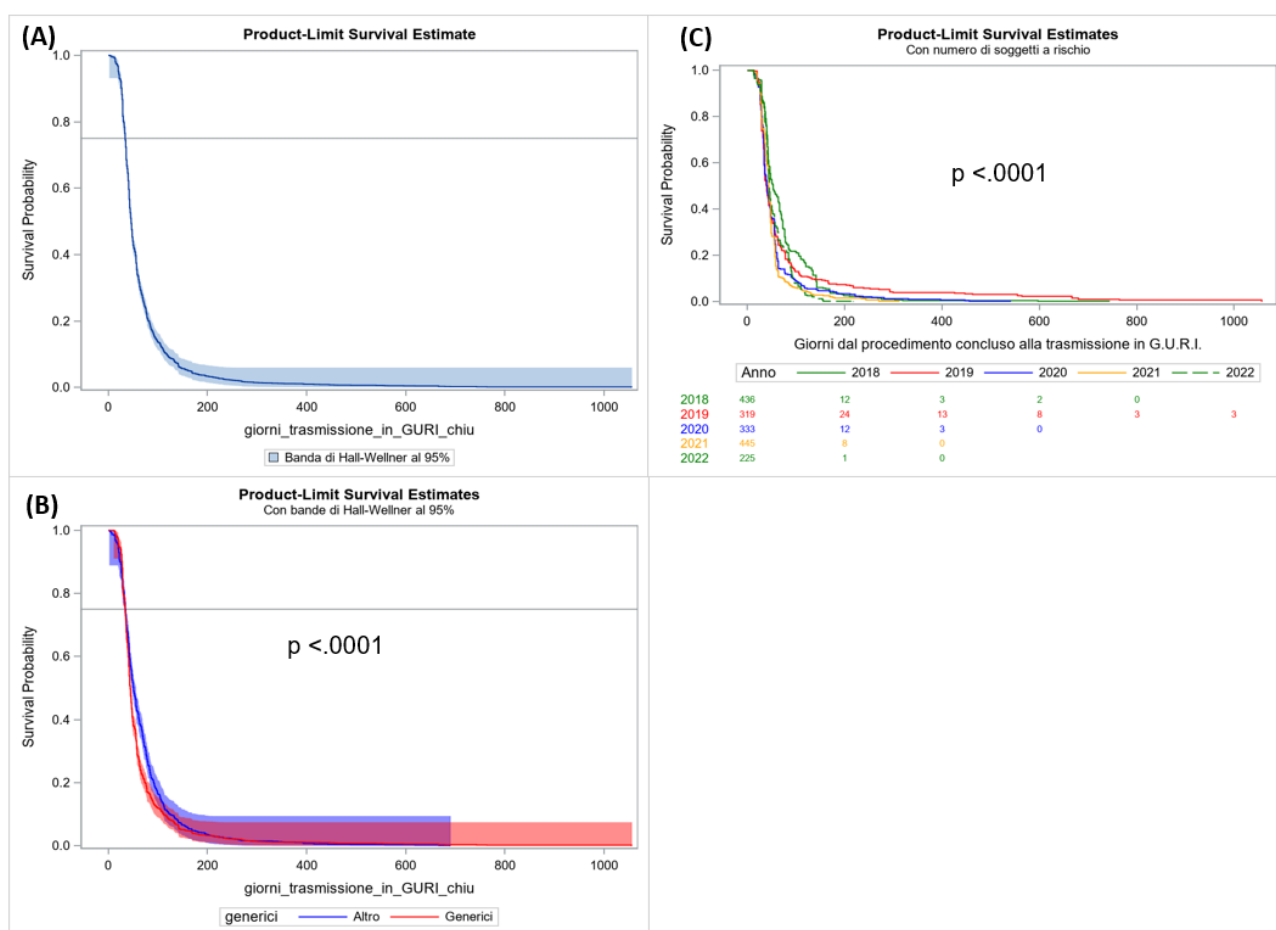 (A)
Product-Limit Survival Estimate
1.0
0.8
0.6
0.4
0.2
0.0
Survival Probability
0 200 400 600 800 1000
giorni_trasmissione_in_GURI_chiu
Banda di Hall-Wellner al 95%
(C)
Product-Limit Survival Estimates
Con numero di soggetti a rischio
1.0
0.8
0.6
0.4
0.2
0.0
Survival Probability
p <.0001
0 200 400 600 800 1000
Giorni dal procedimento concluso alla trasmissione in G.U.R.I.
Anno 2018 2019 2020 2021 2022
2018 436 12 3 2 0
2019 319 24 13 8 3 3
2020 333 12 3 0
2021 445 8 0
2022 225 1 0
(B)
Product-Limit Survival Estimates
Con bande di Hall-Wellner al 95%
1.0
0.8
0.6
0.4
0.2
0.0
Survival Probability
p <.0001
0 200 400 600 800 1000
giorni_trasmissione_in_GURI_chiu
generici Altro Generici